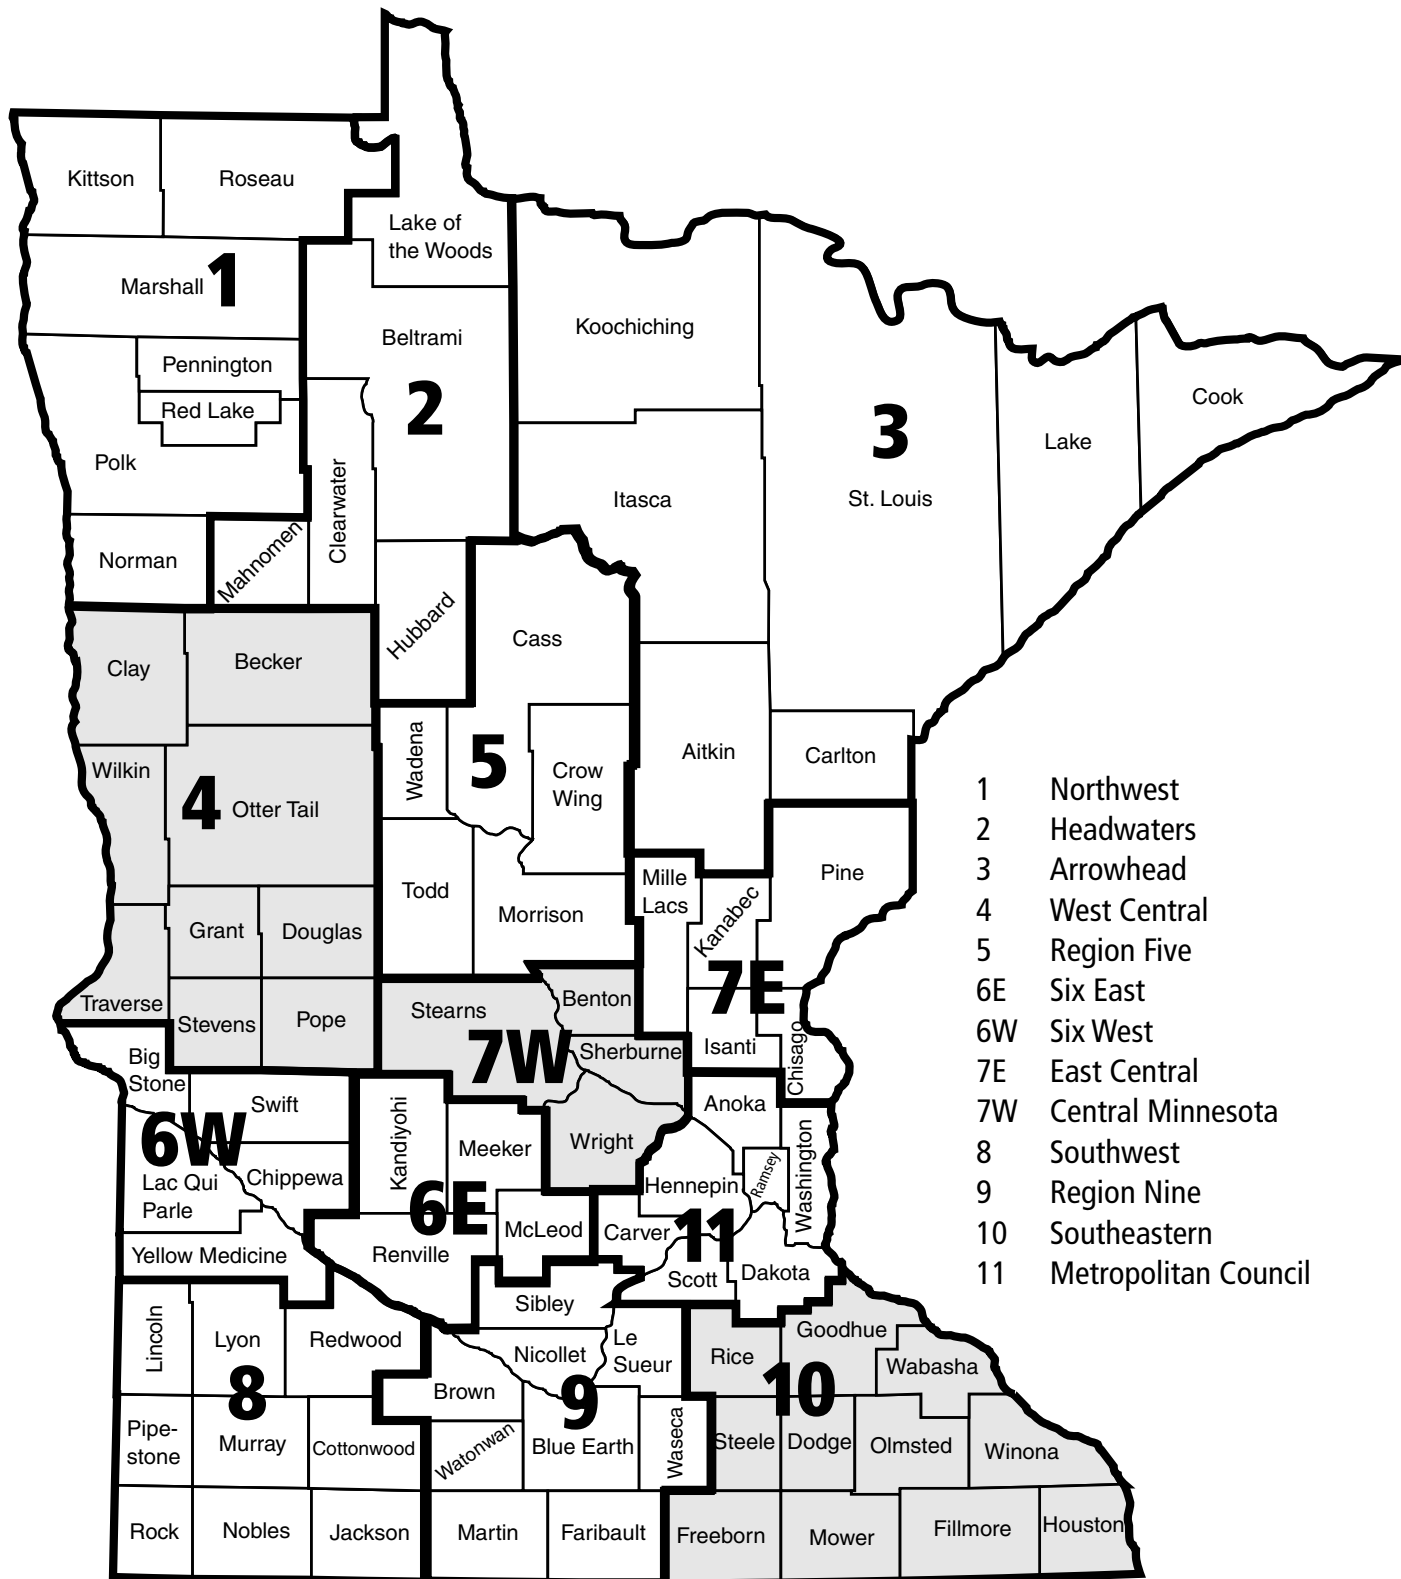 Kittson
Roseau
Lake of
the Woods
Marshall
1
Koochiching
Beltrami
Pennington
Red Lake
2
Cook
3
Lake
Polk
Clearwater
Itasca
St. Louis
Norman
Mahnomen
Hubbard
Cass
Clay
Becker
Wadena
5
Crow
Wing
Aitkin
Carlton
Wilkin
4
Otter Tail
Todd
Morrison
Mille
Lacs
Kanabec
Pine
Grant
Douglas
7E
Traverse
Stevens
Pope
Stearns
Benton
7W
Sherburne
Isanti
Chisago
Big
Stone
Swift
6W
Kandiyohi
Meeker
Wright
Anoka
Washington
Ramsey
Lac Qui
Parle
Chippewa
Hennepin
6E
McLeod
Carver
11
Yellow Medicine
Renville
Scott
Dakota
Sibley
Lincoln
Lyon
Redwood
Nicollet
Le
Sueur
Rice
Goodhue
Wabasha
8
Brown
9
10
Pipe-
stone
Murray
Cottonwood
Watonwan
Blue Earth
Waseca
Steele
Dodge
Olmsted
Winona
Rock
Nobles
Jackson
Martin
Faribault
Freeborn
Mower
Fillmore
Houston
1 Northwest
2 Headwaters
3 Arrowhead
4 West Central
5 Region Five
6E Six East
6W Six West
7E East Central
7W Central Minnesota
8 Southwest
9 Region Nine
10 Southeastern
11 Metropolitan Council